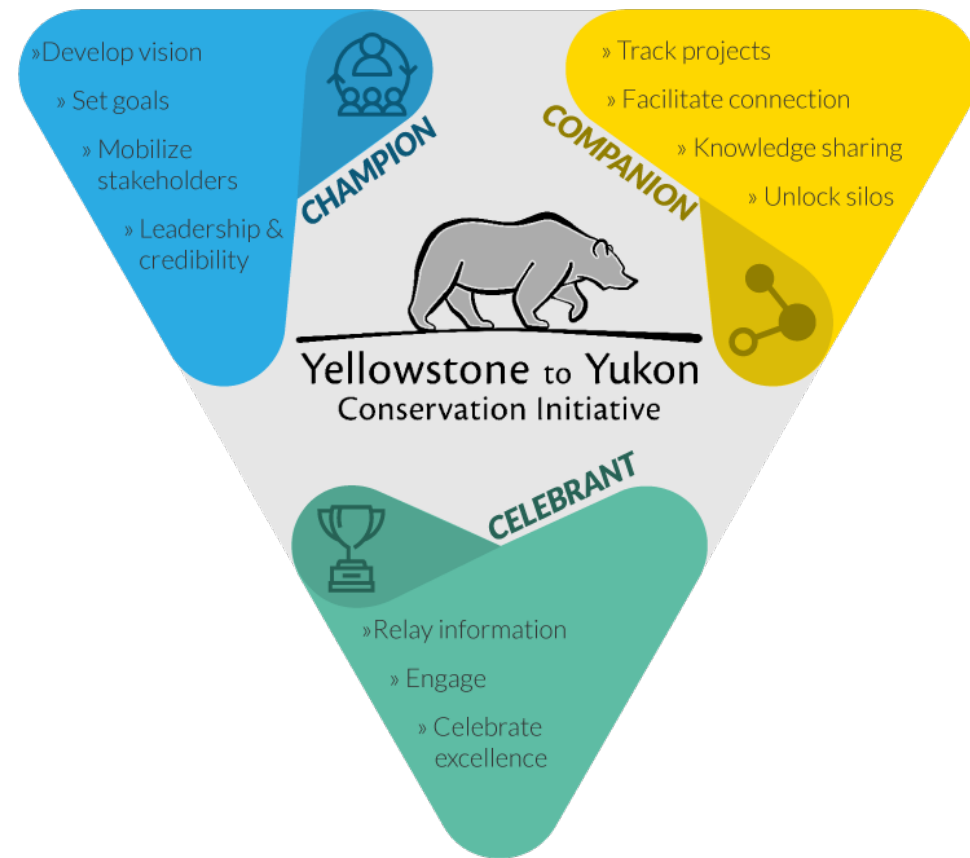 »Develop vision
» Set goals
» Mobilize
stakeholders
» Leadership &
credibility
CHAMPION
» Track projects
» Facilitate connection
» Knowledge sharing
» Unlock silos
COMPANION
Yellowstone to Yukon
Conservation Initiative
CELEBRANT
»Relay information
» Engage
» Celebrate
excellence